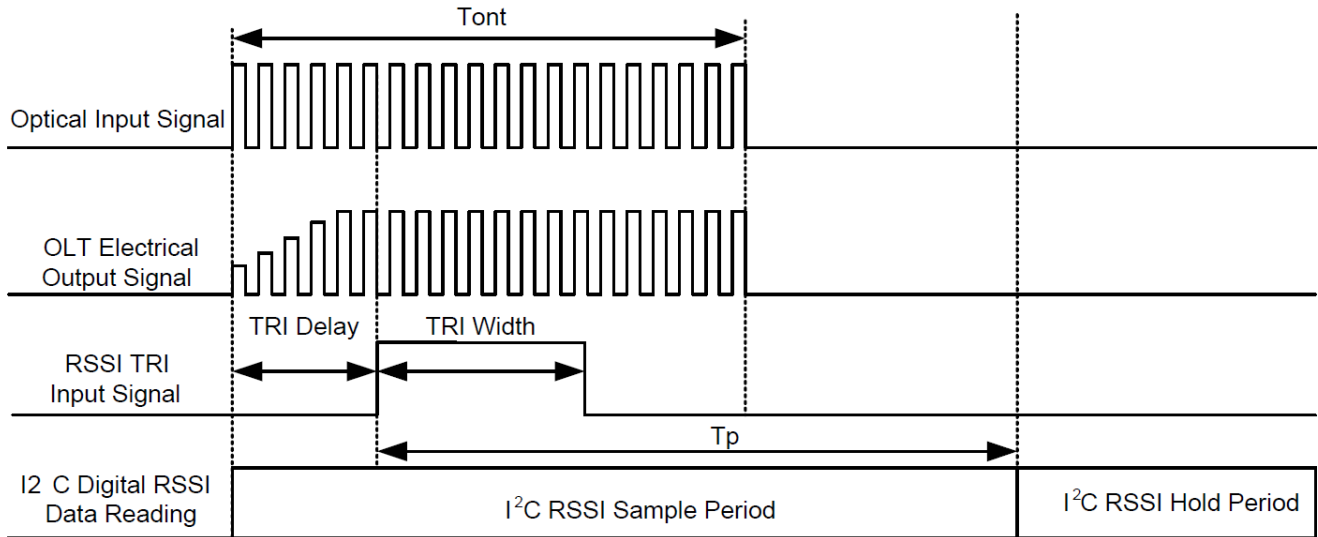 Tont
Optical Input Signal
OLT Electrical
Output Signal
TRI Delay
TRI Width
RSSI TRI
Input Signal
Tp
I2 C Digital RSSI
Data Reading
I²C RSSI Sample Period
I²C RSSI Hold Period